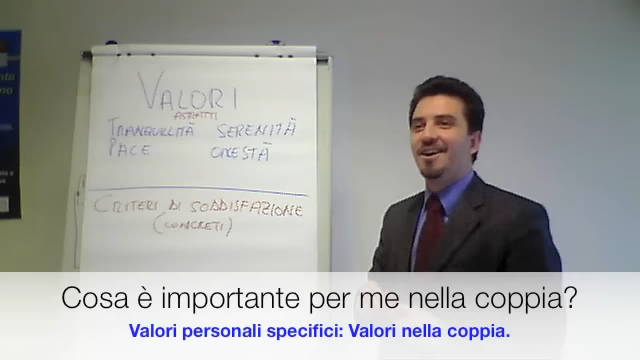 VALORI
ASTRATTI
TRANQUILLITÀ SERENITÀ
PACE ONESTÀ
CRITERI DI SODDISFAZIONE
(CONCRETI)
Cosa è importante per me nella coppia?
Valori personali specifici: Valori nella coppia.